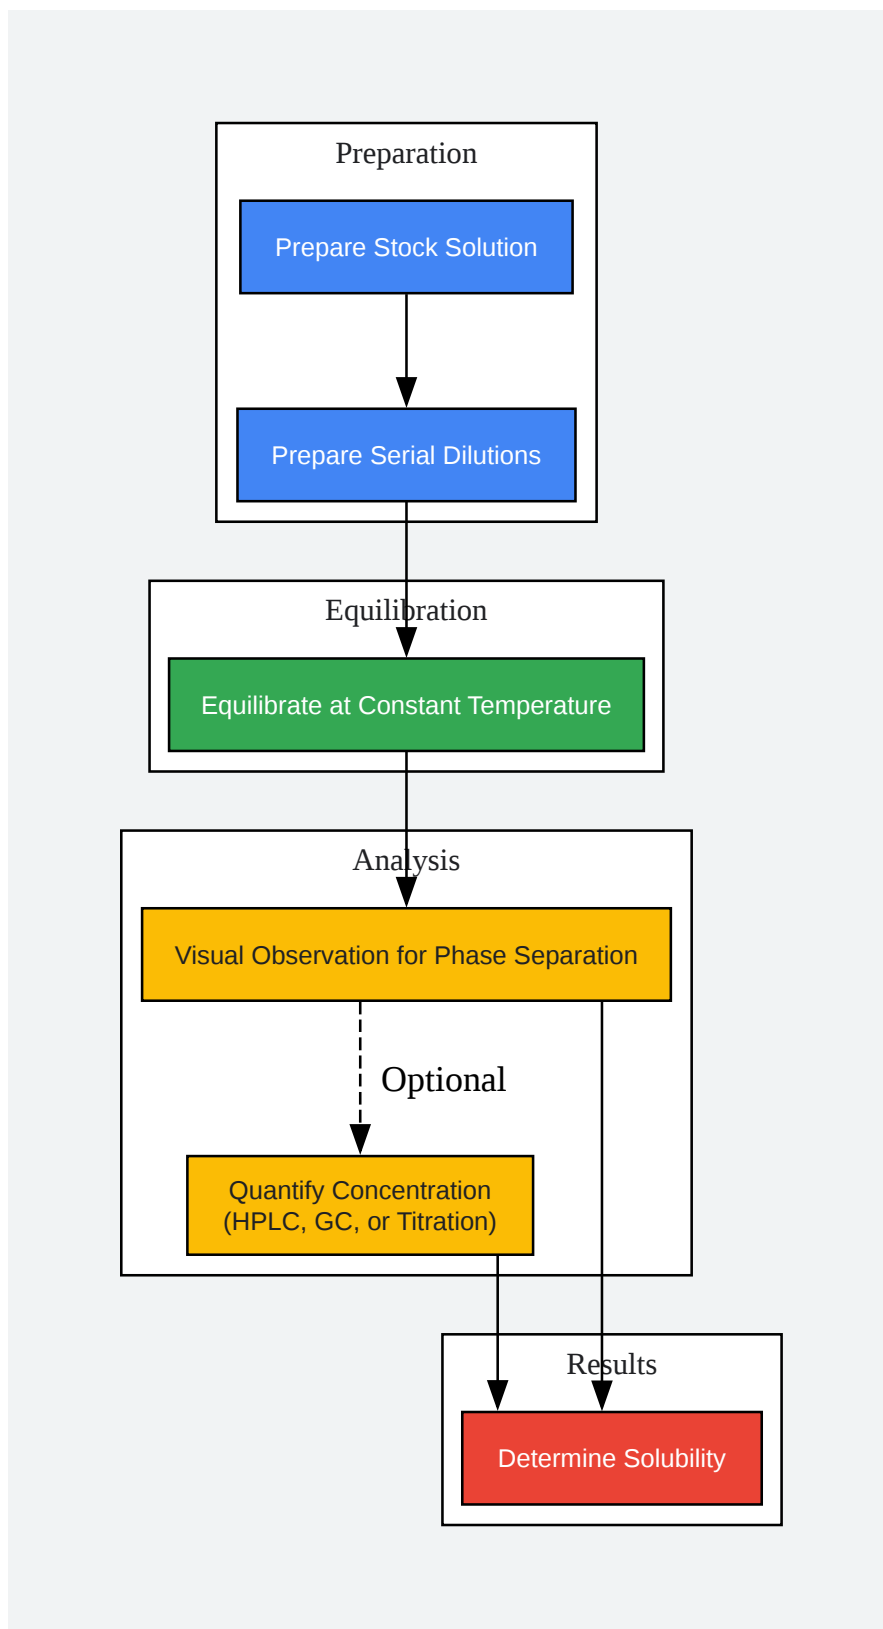 Preparation
Prepare Stock Solution
Prepare Serial Dilutions
Equilibration
Equilibrate at Constant Temperature
Analysis
Visual Observation for Phase Separation
Optional
Quantify Concentration
(HPLC, GC, or Titration)
Results
Determine Solubility